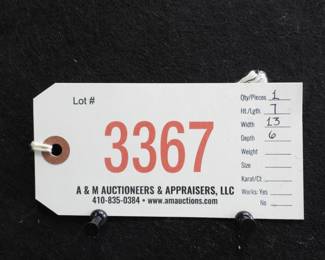 Lot #
3367
A & M AUCTIONEERS & APPRAISERS, LLC
410-835-0384 • www.amauctions.com
Qty/Pieces 1
Ht/Lgth 7
Width 13
Depth 6
Weight
Size
Karat/Ct
Works: Yes
No